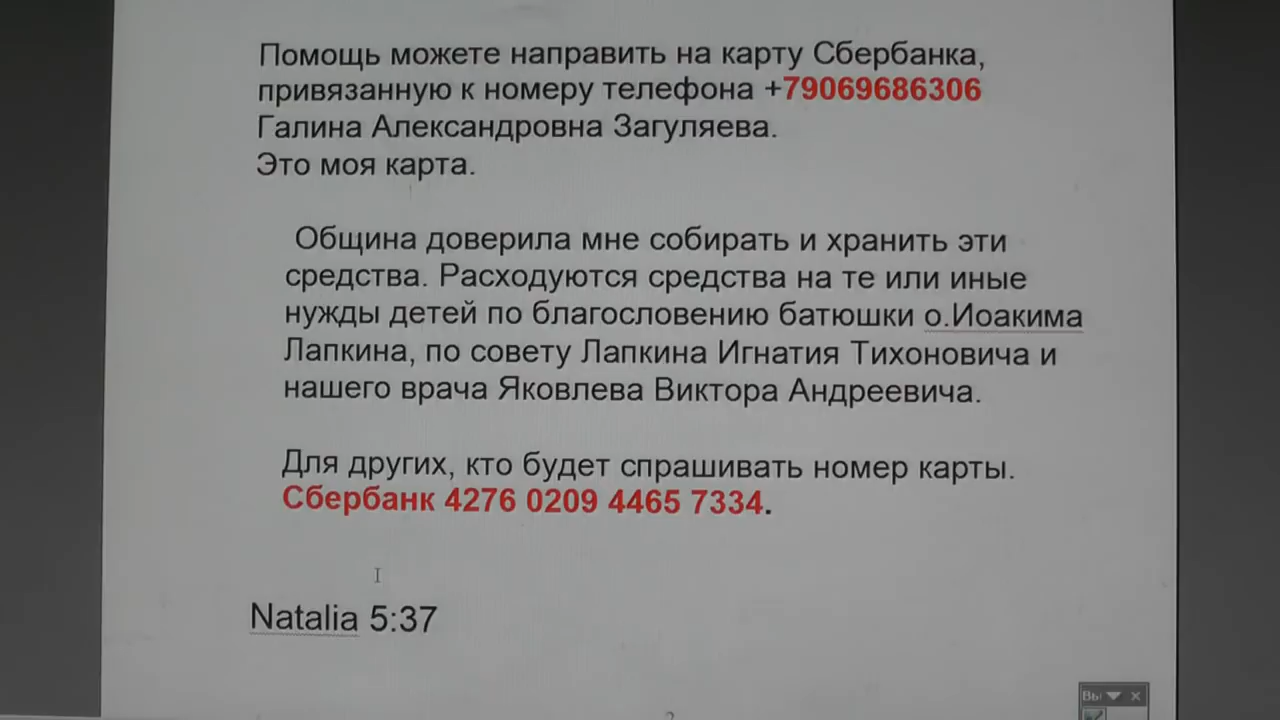 Помощь можете направить на карту Сбербанка,
привязанную к номеру телефона +79069686306
Галина Александровна Загуляева.
Это моя карта.
Община доверила мне собирать и хранить эти
средства. Расходуются средства на те или иные
нужды детей по благословению батюшки о.Иоакима
Лапкина, по совету Лапкина Игнатия Тихоновича и
нашего врача Яковлева Виктора Андреевича.
Для других, кто будет спрашивать номер карты.
Сбербанк 4276 0209 4465 7334.
Natalia 5:37
Вы